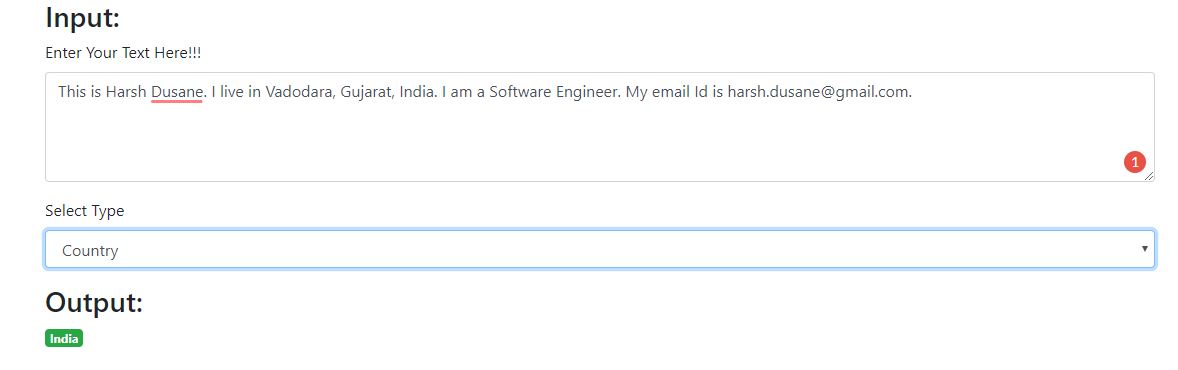 Input:
Enter Your Text Here!!!
This is Harsh Dusane. I live in Vadodara, Gujarat, India. I am a Software Engineer. My email Id is harsh.dusane@gmail.com.
1
Select Type
Country
Output:
India